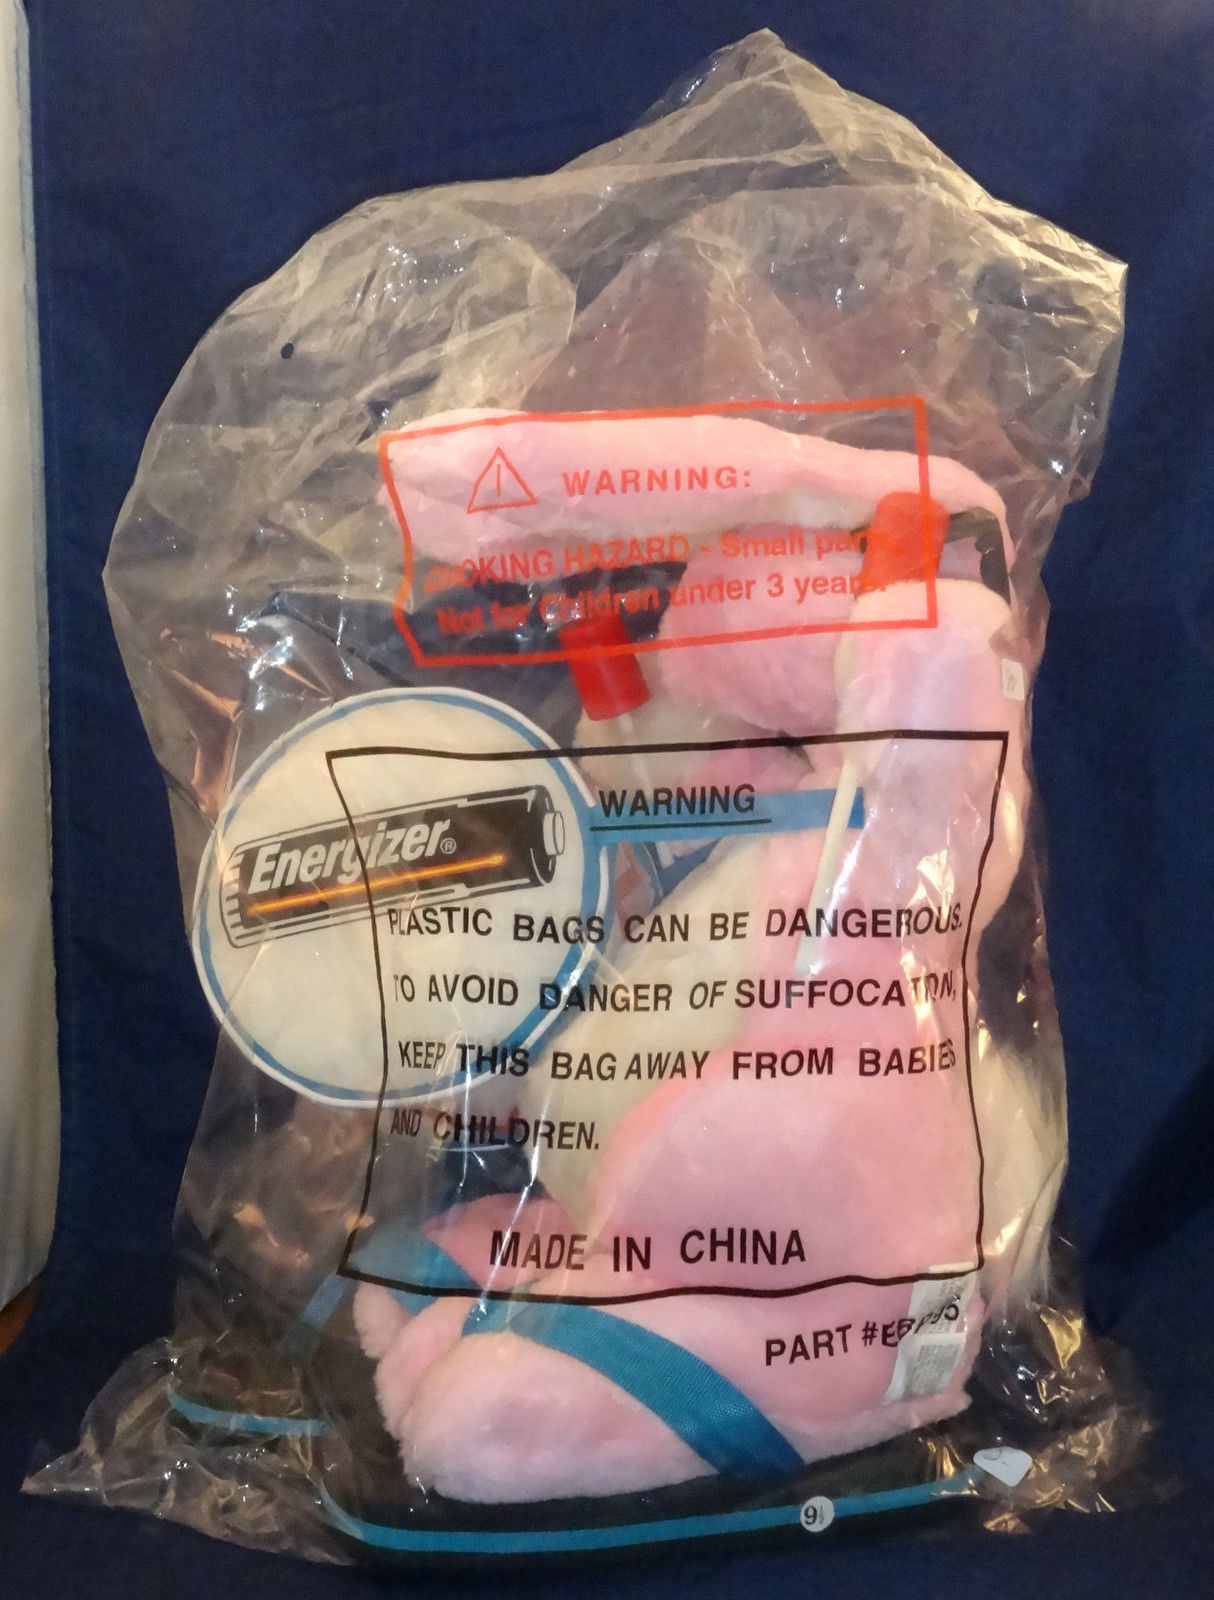 WARNING:
CHOKING HAZARD - Small parts.
Not for Children under 3 years.
WARNING
Energizer®
PLASTIC BAGS CAN BE DANGEROUS.
TO AVOID DANGER OF SUFFOCATION,
KEEP THIS BAG AWAY FROM BABIES
AND CHILDREN.
MADE IN CHINA
PART #
9½